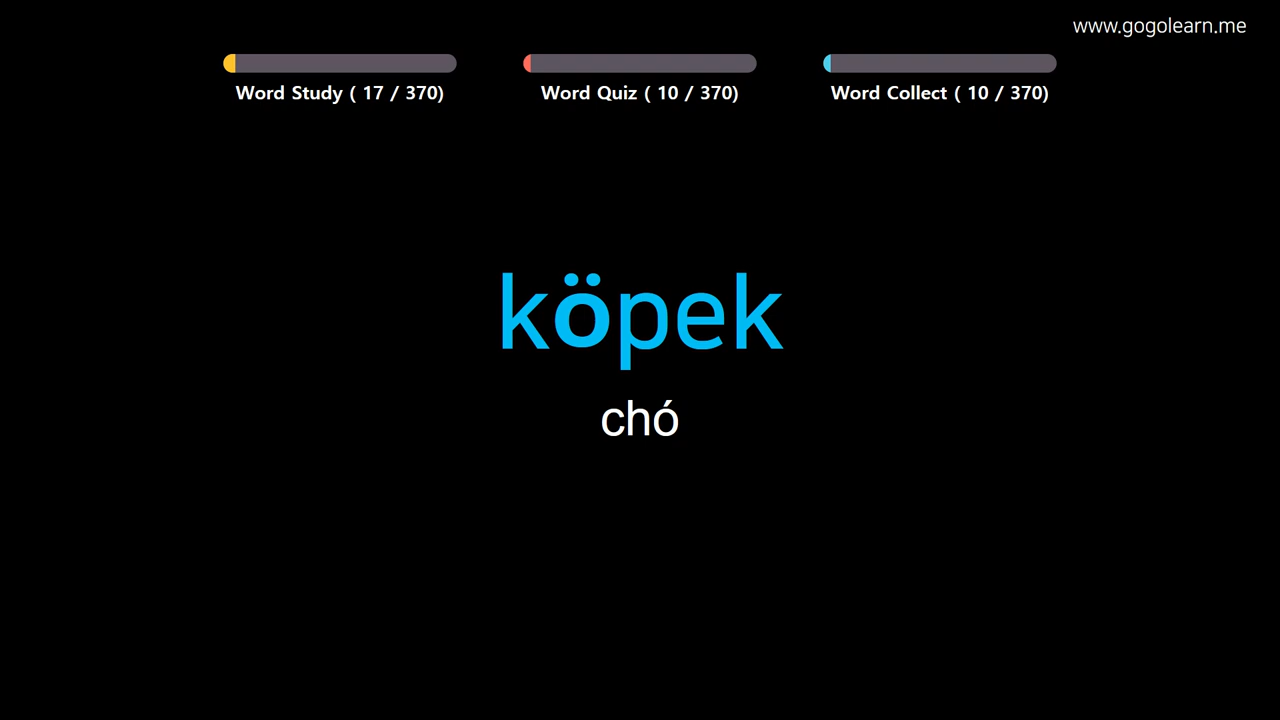 www.gogolearn.me
Word Study ( 17 / 370)
Word Quiz ( 10 / 370)
Word Collect ( 10 / 370)
köpek
chó